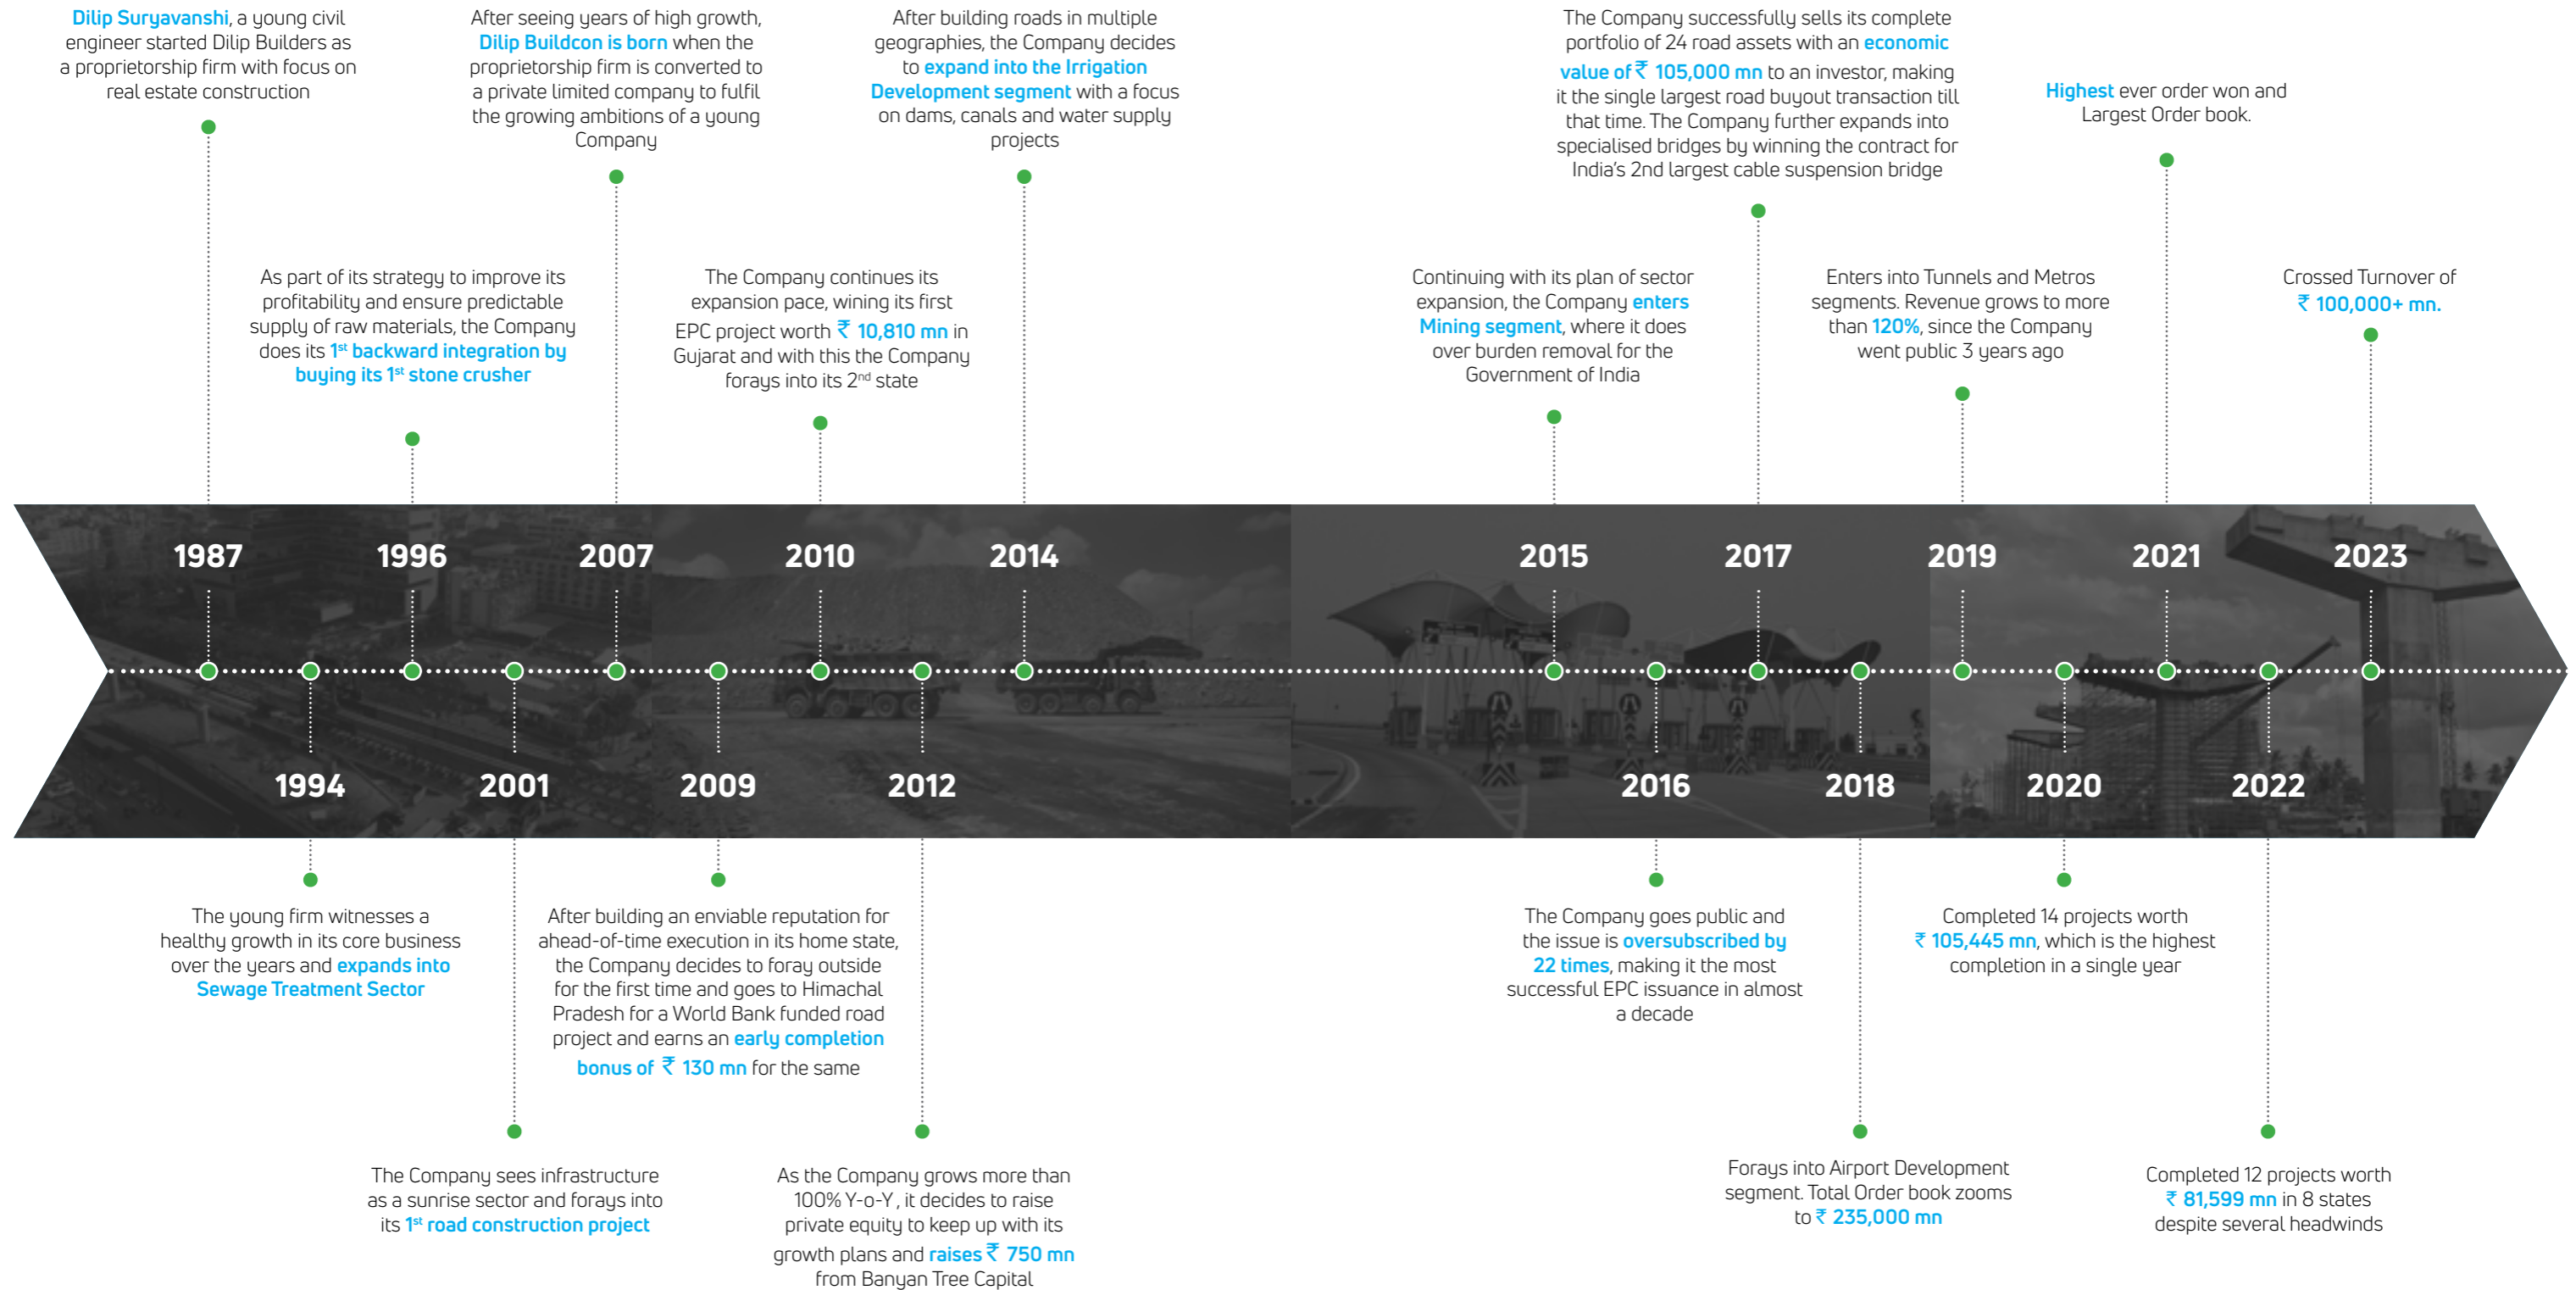 Dilip Suryavanshi, a young civil
engineer started Dilip Builders as
a proprietorship firm with focus on
real estate construction
After seeing years of high growth,
Dilip Buildcon is born when the
proprietorship firm is converted to
a private limited company to fulfil
the growing ambitions of a young
Company
After building roads in multiple
geographies, the Company decides
to expand into the Irrigation
Development segment with a focus
on dams, canals and water supply
projects
The Company successfully sells its complete
portfolio of 24 road assets with an economic
value of ₹ 105,000 mn to an investor, making
it the single largest road buyout transaction till
that time. The Company further expands into
specialised bridges by winning the contract for
India's 2nd largest cable suspension bridge
Highest ever order won and
Largest Order book.
As part of its strategy to improve its
profitability and ensure predictable
supply of raw materials, the Company
does its 1st backward integration by
buying its 1st stone crusher
The Company continues its
expansion pace, wining its first
EPC project worth ₹ 10,810 mn in
Gujarat and with this the Company
forays into its 2nd state
Continuing with its plan of sector
expansion, the Company enters
Mining segment, where it does
over burden removal for the
Government of India
Enters into Tunnels and Metros
segments. Revenue grows to more
than 120%, since the Company
went public 3 years ago
Crossed Turnover of
₹ 100,000+ mn.
1987
1996
2007
2010
2014
2015
2017
2019
2021
2023
1994
2001
2009
2012
2016
2018
2020
2022
The young firm witnesses a
healthy growth in its core business
over the years and expands into
Sewage Treatment Sector
After building an enviable reputation for
ahead-of-time execution in its home state,
the Company decides to foray outside
for the first time and goes to Himachal
Pradesh for a World Bank funded road
project and earns an early completion
bonus of ₹ 130 mn for the same
The Company goes public and
the issue is oversubscribed by
22 times, making it the most
successful EPC issuance in almost
a decade
Completed 14 projects worth
₹ 105,445 mn, which is the highest
completion in a single year
The Company sees infrastructure
as a sunrise sector and forays into
its 1st road construction project
As the Company grows more than
100% Y-o-Y , it decides to raise
private equity to keep up with its
growth plans and raises ₹ 750 mn
from Banyan Tree Capital
Forays into Airport Development
segment. Total Order book zooms
to ₹ 235,000 mn
Completed 12 projects worth
₹ 81,599 mn in 8 states
despite several headwinds